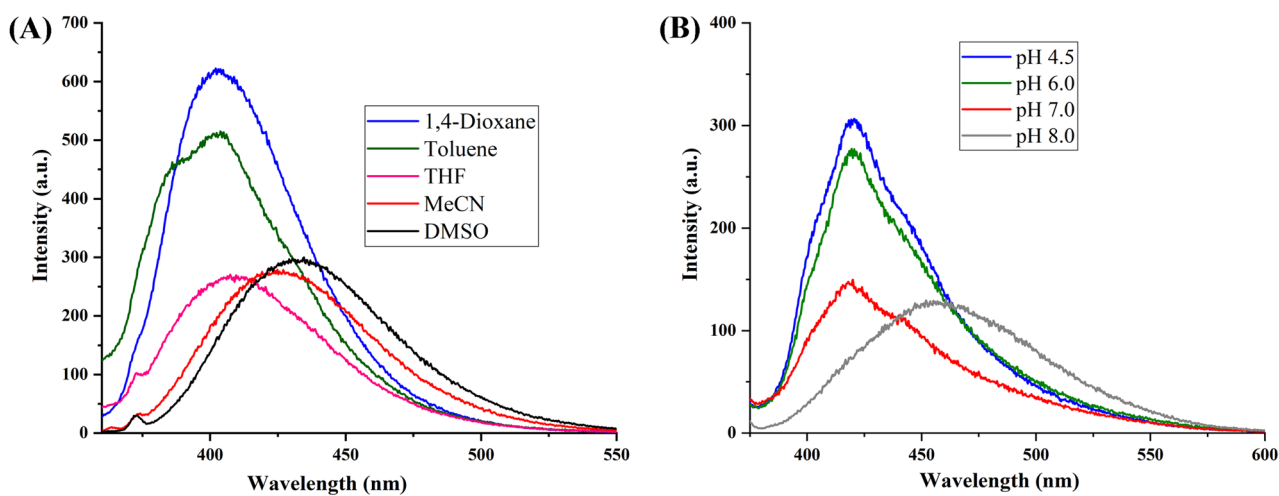 (A)
700
600
500
400
300
200
100
0
Intensity (a.u.)
1,4-Dioxane
Toluene
THF
MeCN
DMSO
400
450
500
550
Wavelength (nm)
(B)
400
300
200
100
0
Intensity (a.u.)
pH 4.5
pH 6.0
pH 7.0
pH 8.0
400
450
500
550
600
Wavelength (nm)